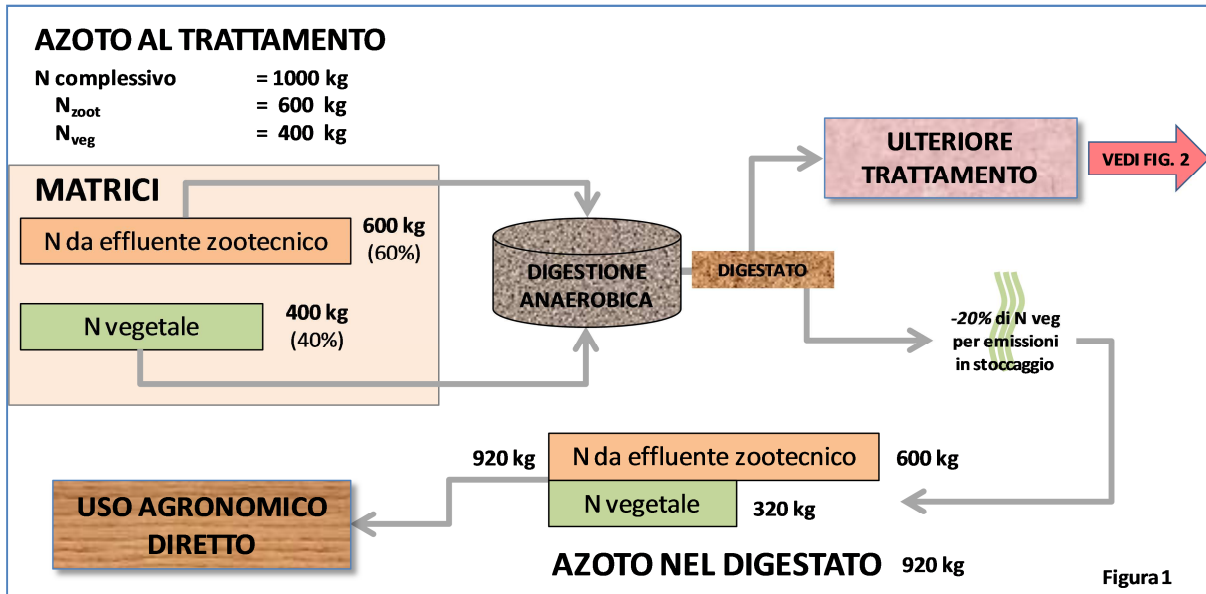 AZOTO AL TRATTAMENTO
N complessivo = 1000 kg
Nzoot = 600 kg
Nveg = 400 kg
MATRICI
N da effluente zootecnico
600 kg
(60%)
N vegetale
400 kg
(40%)
DIGESTIONE
ANAEROBICA
DIGESTATO
ULTERIORE
TRATTAMENTO
VEDI FIG. 2
-20% di N veg
per emissioni
in stoccaggio
920 kg
N da effluente zootecnico
600 kg
N vegetale
320 kg
USO AGRONOMICO
DIRETTO
AZOTO NEL DIGESTATO 920 kg
Figura1